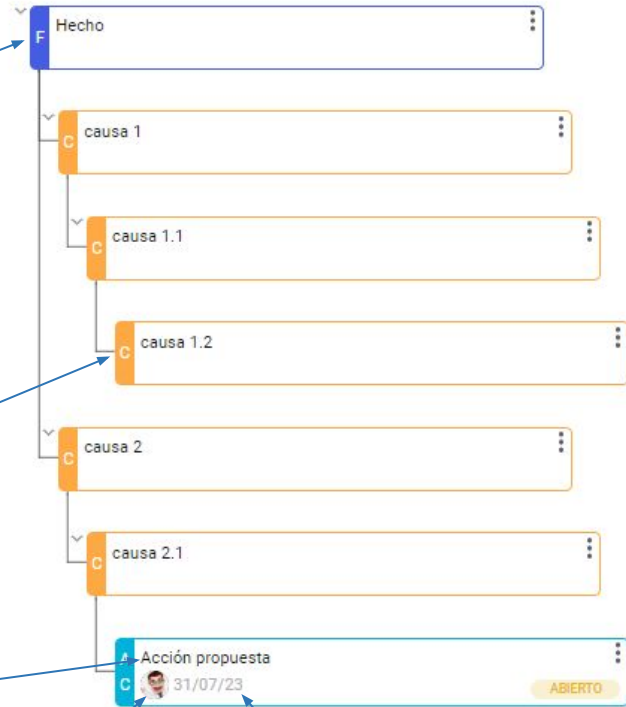 F Hecho
C causa 1
C causa 1.1
C causa 1.2
C causa 2
C causa 2.1
A Acción propuesta
C 31/07/23 ABIERTO